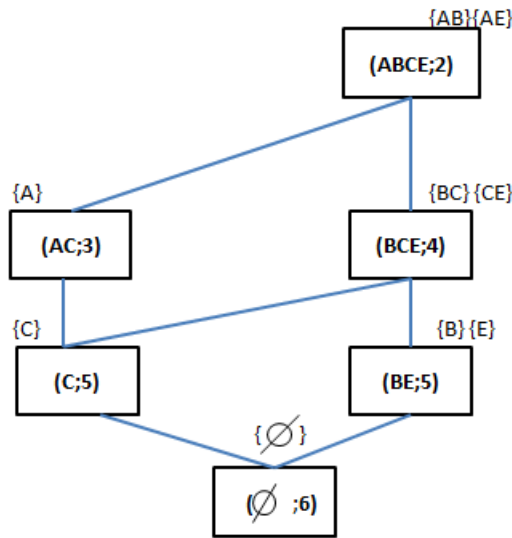 {AB}{AE}
(ABCE;2)
{A}
{BC} {CE}
(AC;3)
(BCE;4)
{C}
{B} {E}
(C;5)
(BE;5)
{∅}
(∅ ;6)